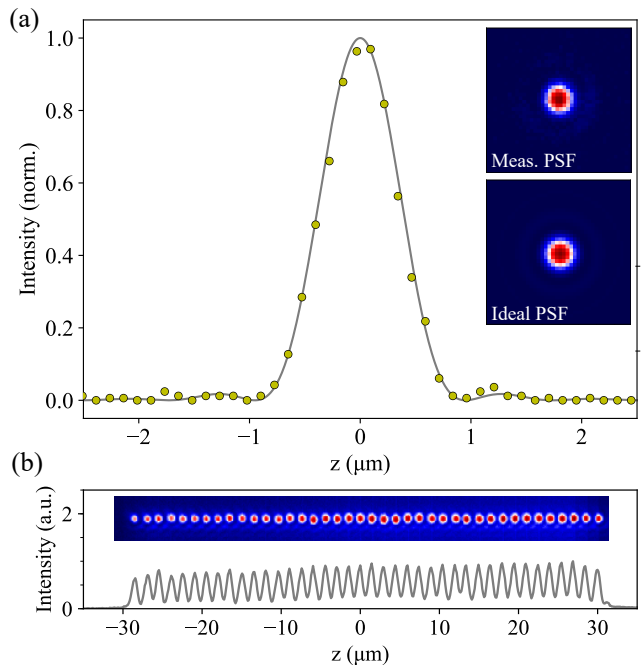 (a)
1.0
0.8
0.6
0.4
0.2
0.0
Intensity (norm.)
Meas. PSF
Ideal PSF
−2
−1
0
1
2
z (μm)
(b)
2
0
Intensity (a.u.)
−30
−20
−10
0
10
20
30
z (μm)